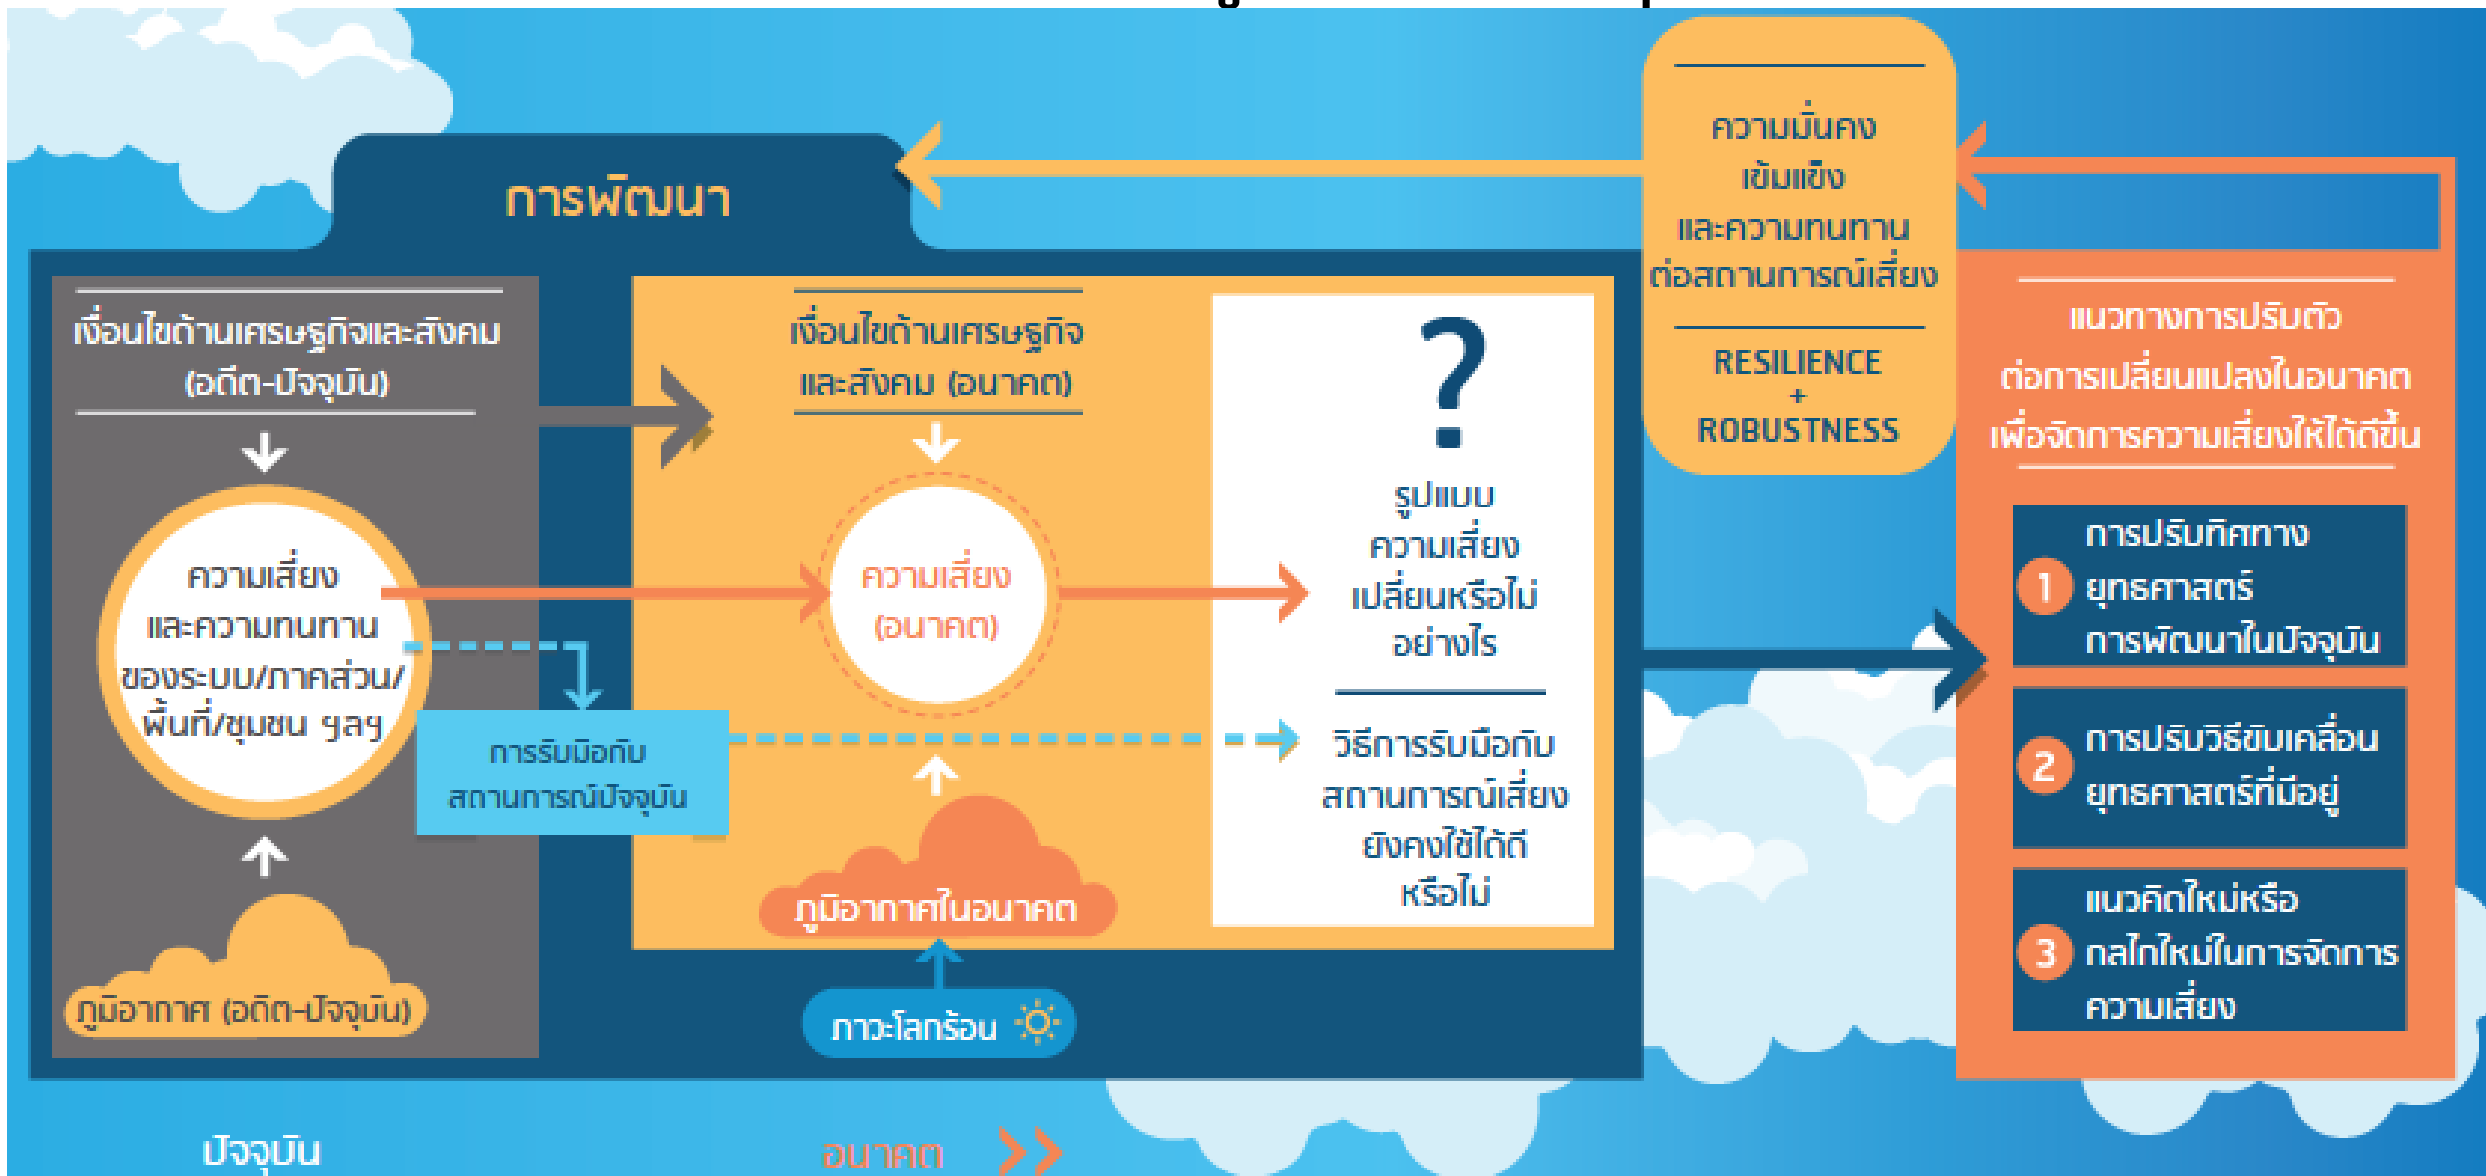 การพัฒนา
เงื่อนไขด้านเศรษฐกิจและสังคม
(อดีต-ปัจจุบัน)
ความเสี่ยง
และความทนทาน
ของระบบ/ภาคส่วน/
พื้นที่/ชุมชน ฯลฯ
ภูมิอากาศ (อดีต-ปัจจุบัน)
การรับมือกับ
สถานการณ์ปัจจุบัน
เงื่อนไขด้านเศรษฐกิจ
และสังคม (อนาคต)
ความเสี่ยง
(อนาคต)
ภูมิอากาศในอนาคต
ภาวะโลกร้อน
?
รูปแบบ
ความเสี่ยง
เปลี่ยนหรือไม่
อย่างไร
วิธีการรับมือกับ
สถานการณ์เสี่ยง
ยังคงใช้ได้ดี
หรือไม่
ความมั่นคง
เข้มแข็ง
และความทนทาน
ต่อสถานการณ์เสี่ยง
RESILIENCE
+
ROBUSTNESS
แนวทางการปรับตัว
ต่อการเปลี่ยนแปลงในอนาคต
เพื่อจัดการความเสี่ยงให้ได้ดีขึ้น
1 การปรับทิศทาง
ยุทธศาสตร์
การพัฒนาในปัจจุบัน
2 การปรับวิธีขับเคลื่อน
ยุทธศาสตร์ที่มีอยู่
3 แนวคิดใหม่หรือ
กลไกใหม่ในการจัดการ
ความเสี่ยง
ปัจจุบัน
อนาคต